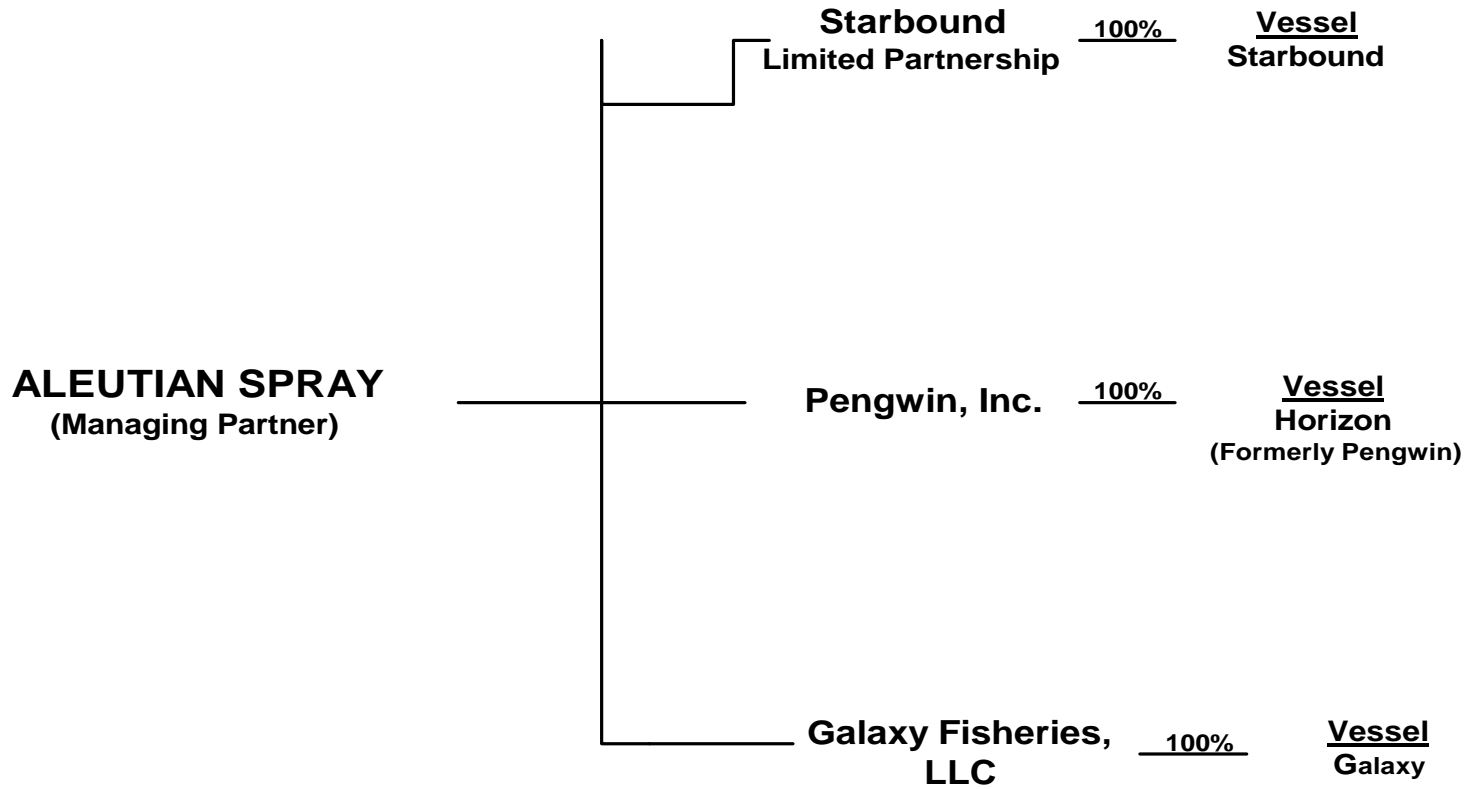 Starbound
Limited Partnership
100%
Vessel
Starbound
ALEUTIAN SPRAY
(Managing Partner)
Pengwin, Inc.
100%
Vessel
Horizon
(Formerly Pengwin)
Galaxy Fisheries,
LLC
100%
Vessel
Galaxy